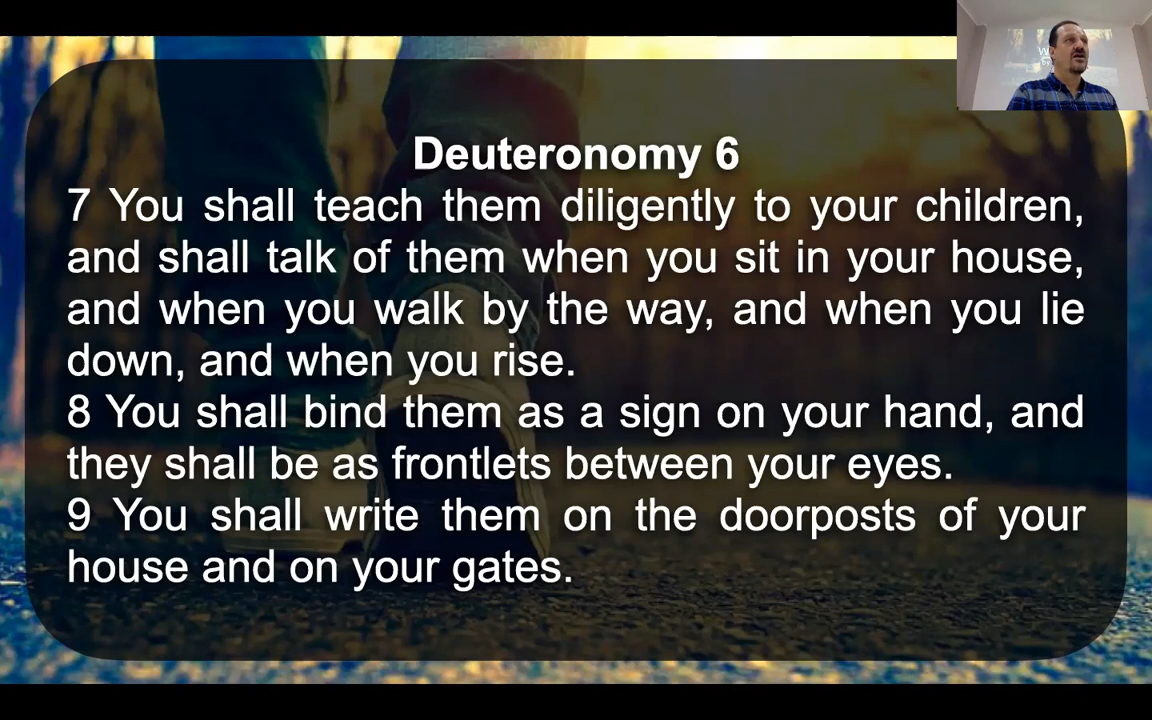 Deuteronomy 6
7 You shall teach them diligently to your children,
and shall talk of them when you sit in your house,
and when you walk by the way, and when you lie
down, and when you rise.
8 You shall bind them as a sign on your hand, and
they shall be as frontlets between your eyes.
9 You shall write them on the doorposts of your
house and on your gates.